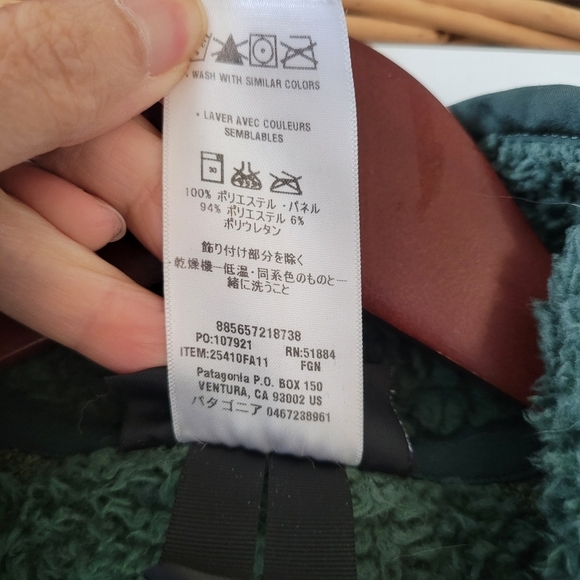 · WASH WITH SIMILAR COLORS
· LAVER AVEC COULEURS
SEMBLABLES
30
100% ポリエステル・パネル
94% ポリエステル 6%
ポリウレタン
飾り付け部分を除く
・乾燥機ー低温・同系色のものと一
緒に洗うこと
885657218738
PO:107921 RN:51884
ITEM:25410FA11 FGN
Patagonia P.O. BOX 150
VENTURA, CA 93002 US
パタゴニア 0467238961